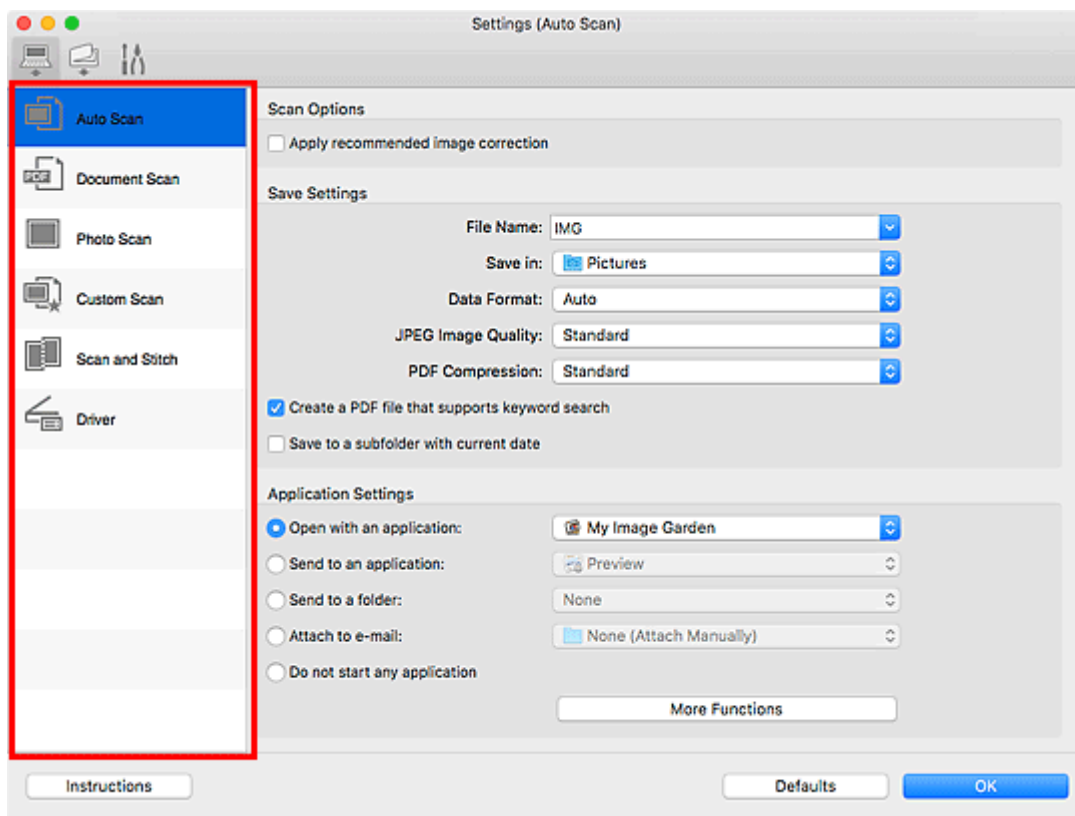 Settings (Auto Scan)
Auto Scan
PDF
Document Scan
Photo Scan
Custom Scan
Scan and Stitch
Driver
Scan Options
Apply recommended image correction
Save Settings
File Name: IMG
Save in: Pictures
Data Format: Auto
JPEG Image Quality: Standard
PDF Compression: Standard
Create a PDF file that supports keyword search
Save to a subfolder with current date
Application Settings
Open with an application: My Image Garden
Send to an application: Preview
Send to a folder: None
Attach to e-mail: None (Attach Manually)
Do not start any application
More Functions
Instructions Defaults OK